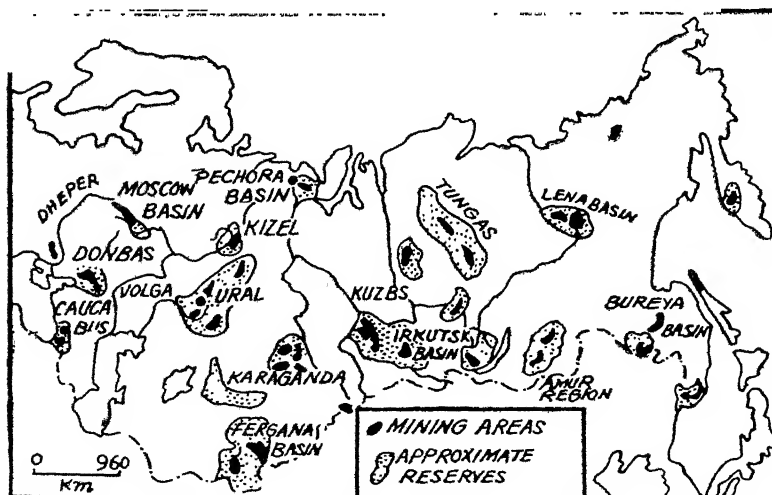 PECHORA
BASIN
DHEPER
MOSCOW
BASIN
TUNGAS
LENA BASIN
KIZEL
DONBAS
VOLGA
URAL
KUZBS
CAUCA
BUS
IRKUTSK
BASIN
BUREYA
BASIN
KARAGANDA
AMUR
REGION
FERGANA
BASIN
MINING AREAS
APPROXIMATE
RESERVES
0 960
Km